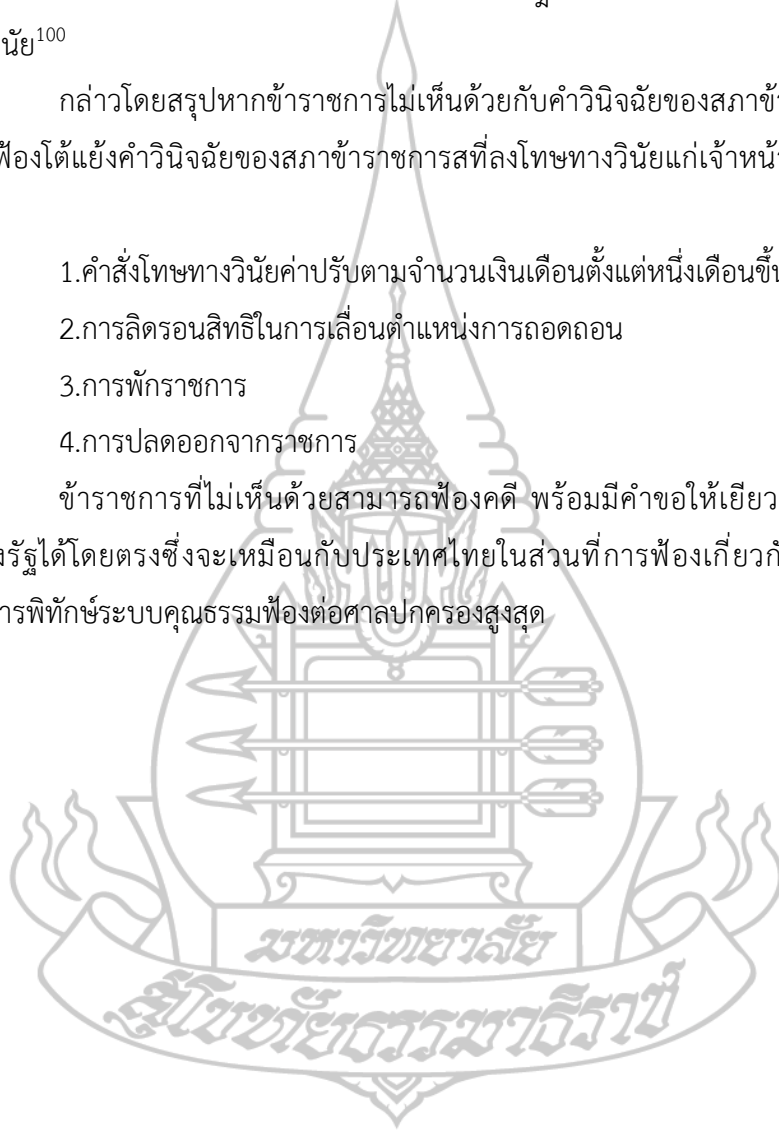 นัย100
กล่าวโดยสรุปหากข้าราชการไม่เห็นด้วยกับคำวินิจฉัยของสภาข้า
ฟ้องโต้แย้งคำวินิจฉัยของสภาข้าราชการสที่ลงโทษทางวินัยแก่เจ้าหน้า
1.คำสั่งโทษทางวินัยค่าปรับตามจำนวนเงินเดือนตั้งแต่หนึ่งเดือนขึ้น
2.การลิดรอนสิทธิในการเลื่อนตำแหน่งการถอดถอน
3.การพักราชการ
4.การปลดออกจากราชการ
ข้าราชการที่ไม่เห็นด้วยสามารถฟ้องคดี พร้อมมีคำขอให้เยียว
งรัฐได้โดยตรงซึ่งจะเหมือนกับประเทศไทยในส่วนที่การฟ้องเกี่ยวกั
การพิทักษ์ระบบคุณธรรมฟ้องต่อศาลปกครองสูงสุด
มหาวิทยาลัย
สุโขทัยธรรมาธิราช